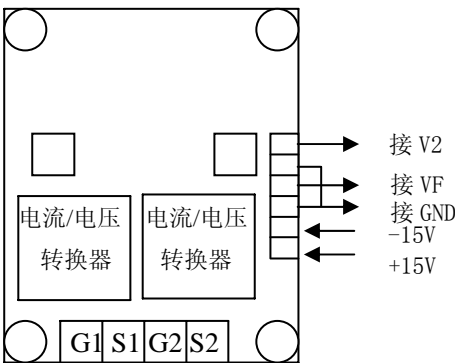 接 V2
接 VF
接 GND
-15V
+15V
电流/电压
转换器
电流/电压
转换器
G1 S1 G2 S2